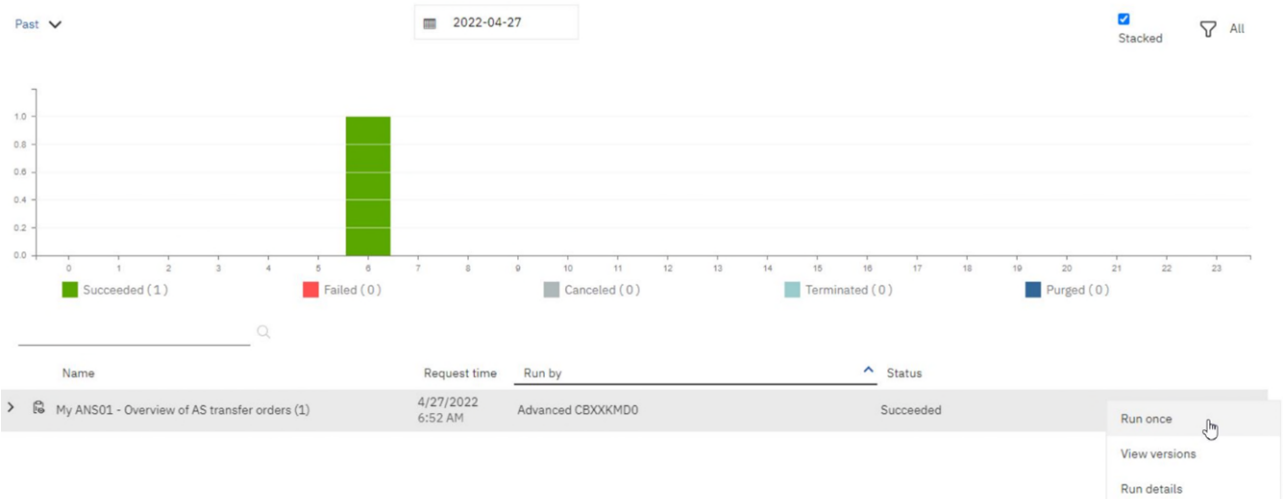 Past
2022-04-27
Stacked
All
1.0
0.8
0.6
0.4
0.2
0.0
0 1 2 3 4 5 6 7 8 9 10 11 12 13 14 15 16 17 18 19 20 21 22 23
Succeeded ( 1 ) Failed ( 0 ) Canceled ( 0 ) Terminated ( 0 ) Purged ( 0 )
Name Request time Run by Status
My ANS01 - Overview of AS transfer orders (1) 4/27/2022 6:52 AM Advanced CBXXKMD0 Succeeded
Run once
View versions
Run details